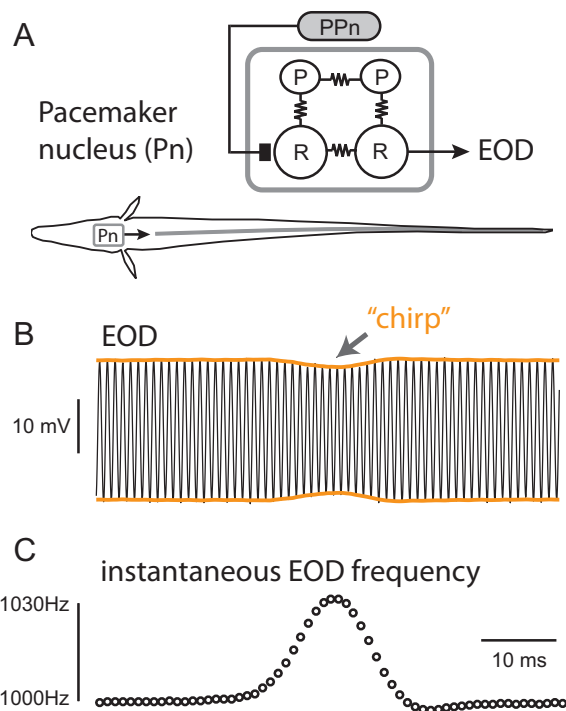 A
PPn
P P
Pacemaker
nucleus (Pn)
R R
EOD
Pn
B
EOD
“chirp”
10 mV
C
instantaneous EOD frequency
1030Hz
10 ms
1000Hz